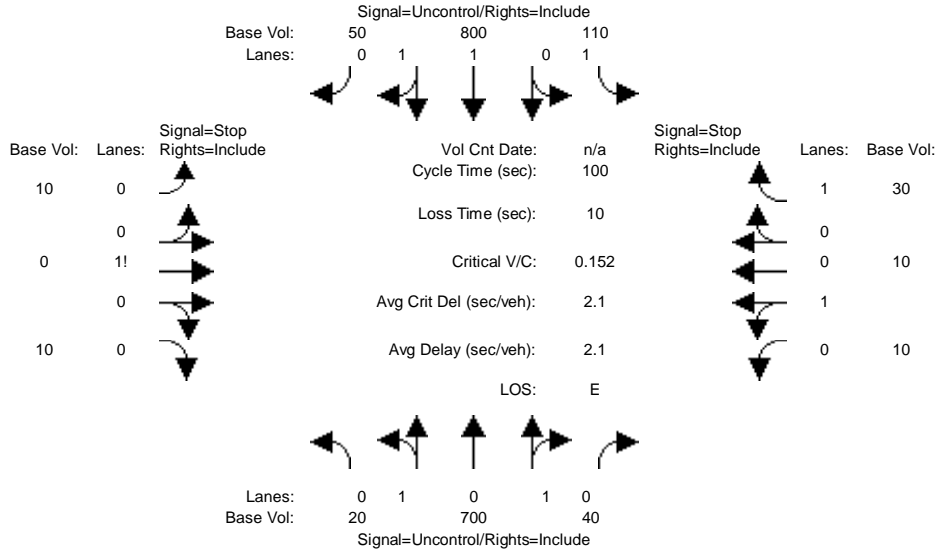 Signal=Uncontrol/Rights=Include
Base Vol: 50 800 110
Lanes: 0 1 1 0 1
Signal=Stop Signal=Stop
Base Vol: Lanes: Rights=Include Vol Cnt Date: n/a Rights=Include Lanes: Base Vol:
Cycle Time (sec): 100
10 0 1 30
Loss Time (sec): 10
0 0
0 1! Critical V/C: 0.152 0 10
0 Avg Crit Del (sec/veh): 2.1 1
10 0 Avg Delay (sec/veh): 2.1 0 10
LOS: E
Lanes: 0 1 0 1 0
Base Vol: 20 700 40
Signal=Uncontrol/Rights=Include